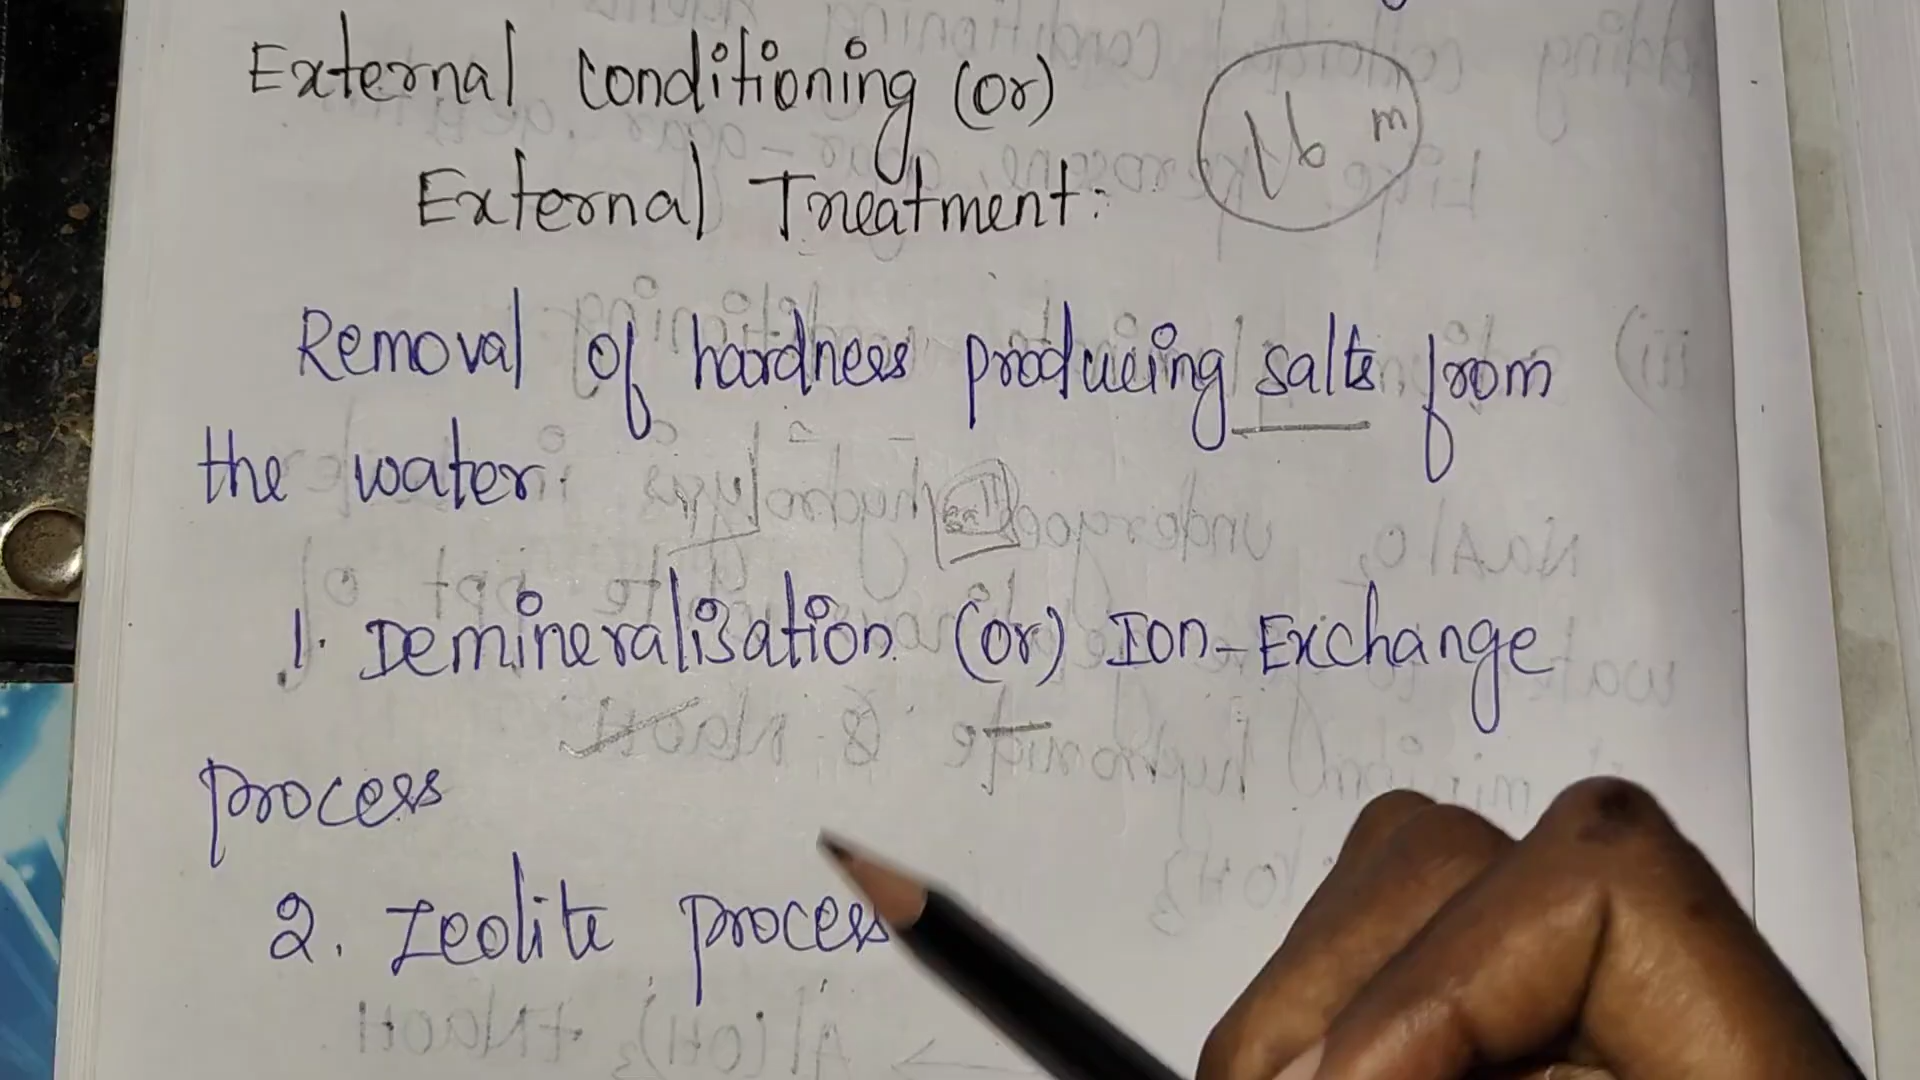 External conditioning (or)
External Treatment:
16 m
Removal of hardness producing salts from
the water.
1. Demineralisation (or) Ion-Exchange
process
2. Zeolite process